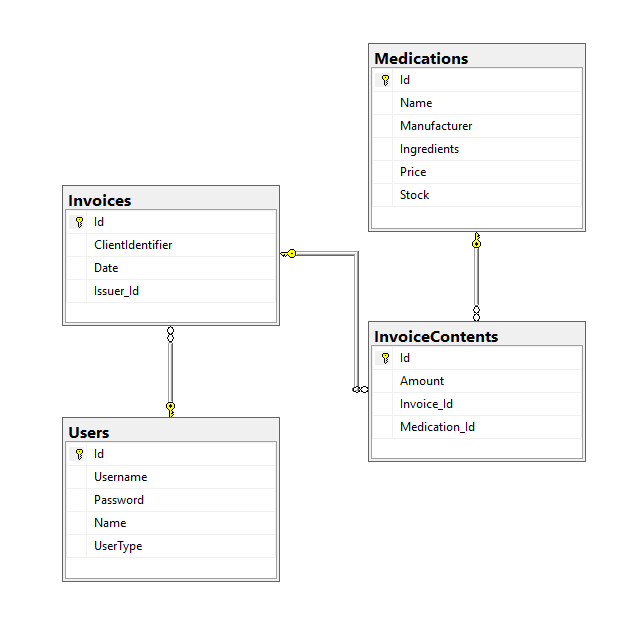 Medications
Id
Name
Manufacturer
Ingredients
Price
Stock
Invoices
Id
ClientIdentifier
Date
Issuer_Id
InvoiceContents
Id
Amount
Invoice_Id
Medication_Id
Users
Id
Username
Password
Name
UserType